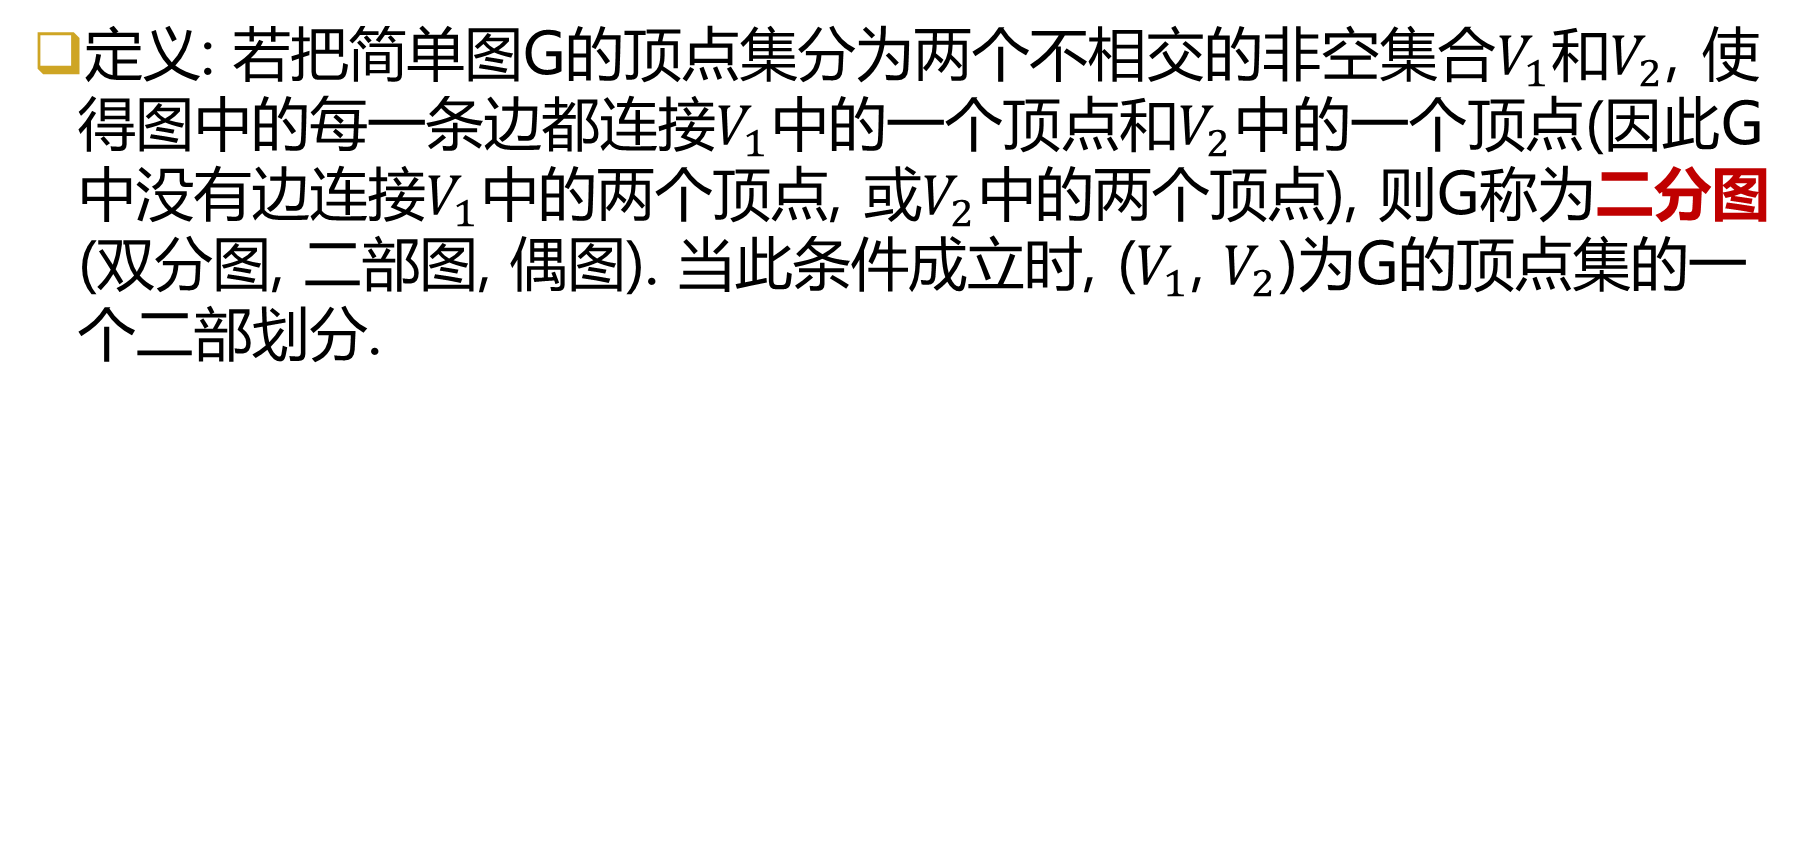 定义: 若把简单图G的顶点集分为两个不相交的非空集合V₁和V₂, 使
得图中的每一条边都连接V₁中的一个顶点和V₂中的一个顶点(因此G
中没有边连接V₁中的两个顶点, 或V₂中的两个顶点), 则G称为二分图
(双分图, 二部图, 偶图). 当此条件成立时, (V₁, V₂)为G的顶点集的一
个二部划分.